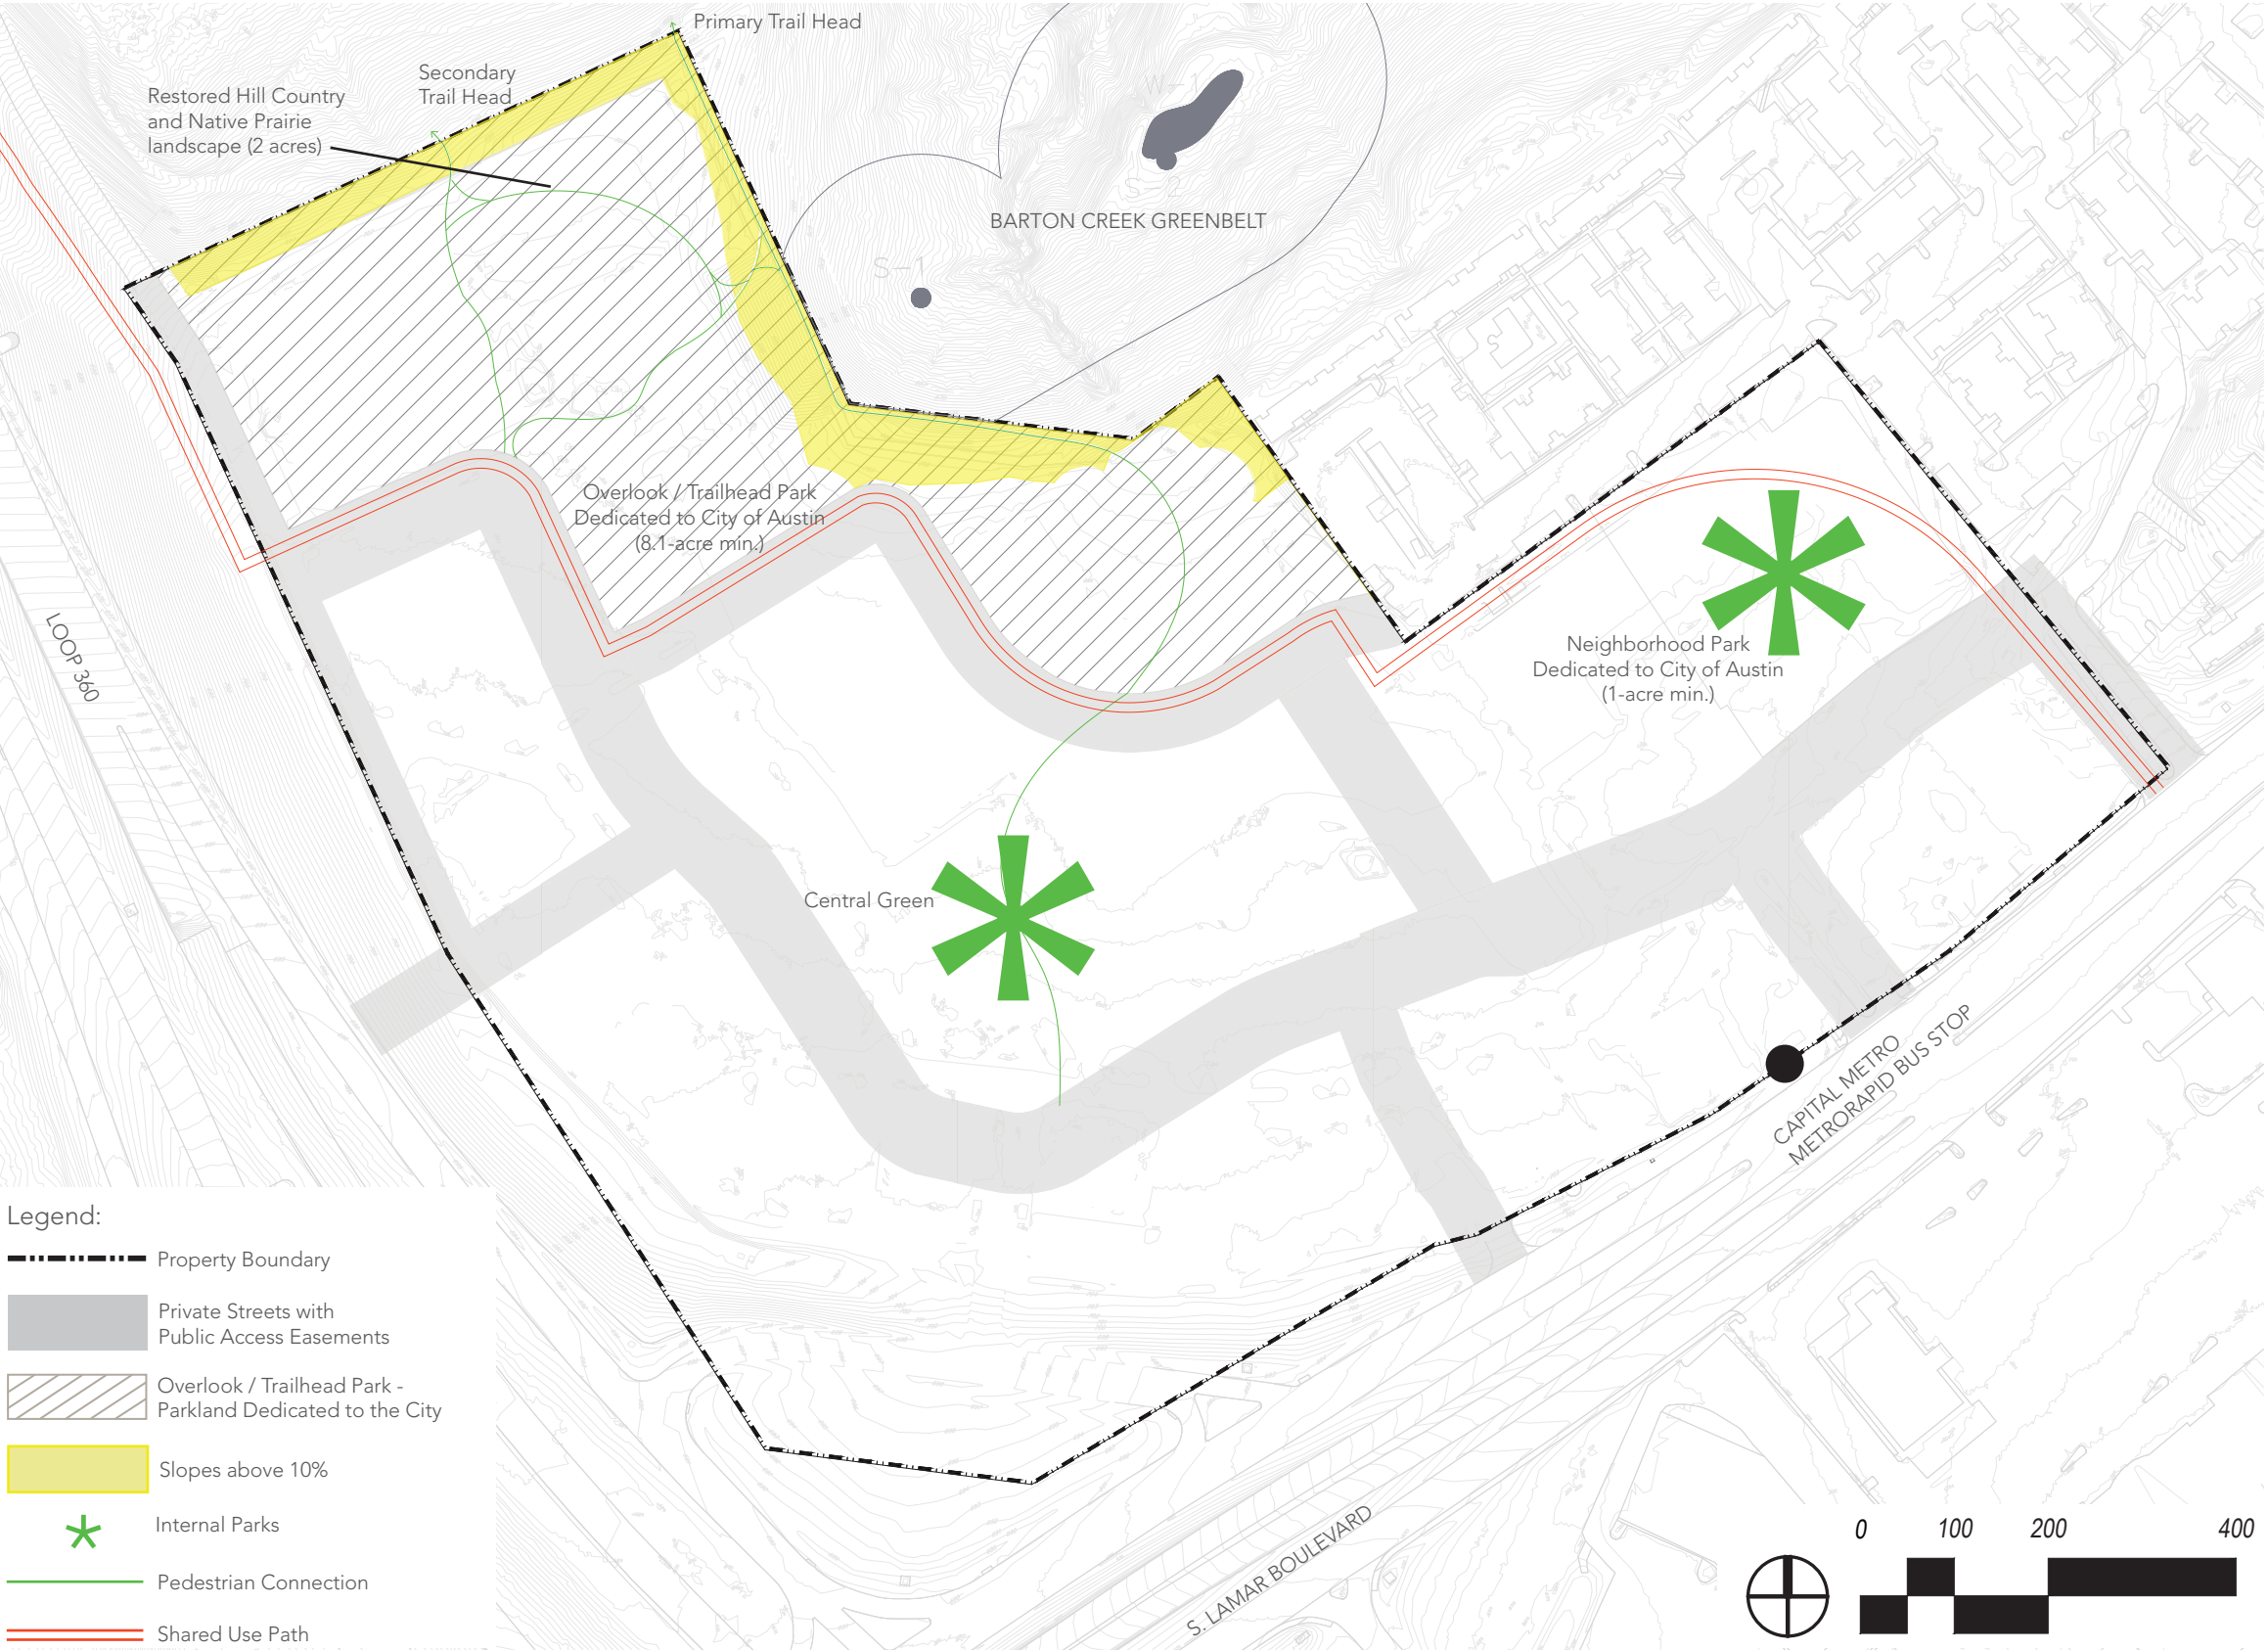 Primary Trail Head
Secondary
Trail Head
Restored Hill Country
and Native Prairie
landscape (2 acres)
W-1
S-2
BARTON CREEK GREENBELT
S-1
Overlook / Trailhead Park
Dedicated to City of Austin
(8.1-acre min.)
LOOP 360
Neighborhood Park
Dedicated to City of Austin
(1-acre min.)
Central Green
CAPITAL METRO
METRORAPID BUS STOP
S. LAMAR BOULEVARD
Legend:
Property Boundary
Private Streets with
Public Access Easements
Overlook / Trailhead Park -
Parkland Dedicated to the City
Slopes above 10%
Internal Parks
Pedestrian Connection
Shared Use Path
0 100 200 400